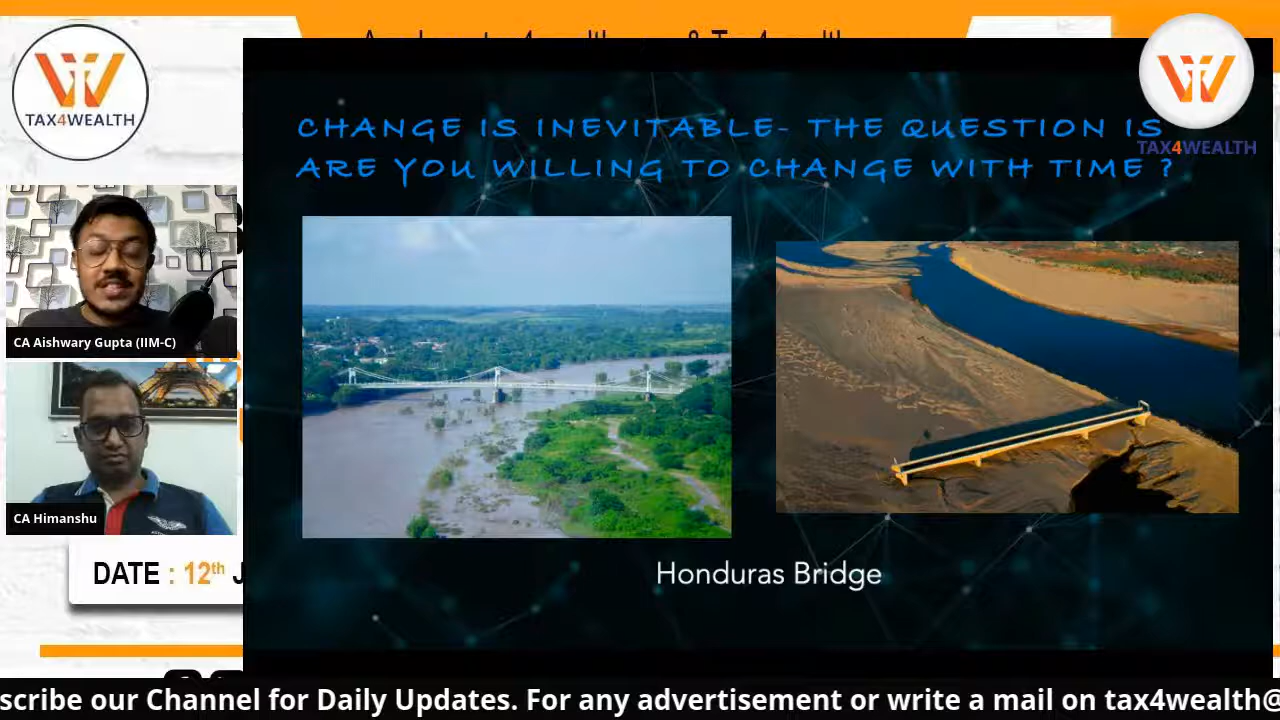 TAX4WEALTH
TAX4WEALTH
CHANGE IS INEVITABLE- THE QUESTION IS
ARE YOU WILLING TO CHANGE WITH TIME ?
CA Aishwary Gupta (IIM-C)
CA Himanshu
DATE : 12th J
Honduras Bridge
scribe our Channel for Daily Updates. For any advertisement or write a mail on tax4wealth@